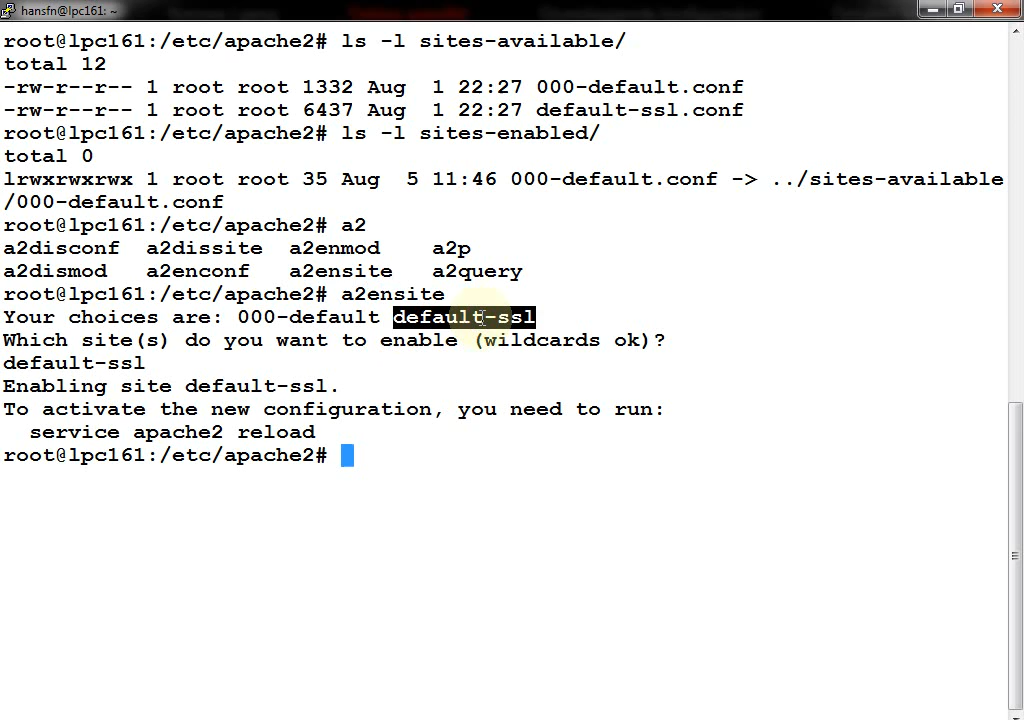 hansfn@lpc161: ~
root@lpc161:/etc/apache2# ls -l sites-available/
total 12
-rw-r--r-- 1 root root 1332 Aug  1 22:27 000-default.conf
-rw-r--r-- 1 root root 6437 Aug  1 22:27 default-ssl.conf
root@lpc161:/etc/apache2# ls -l sites-enabled/
total 0
lrwxrwxrwx 1 root root 35 Aug  5 11:46 000-default.conf -> ../sites-available
/000-default.conf
root@lpc161:/etc/apache2# a2
a2disconf  a2dissite  a2enmod    a2p
a2dismod   a2enconf   a2ensite   a2query
root@lpc161:/etc/apache2# a2ensite
Your choices are: 000-default default-ssl
Which site(s) do you want to enable (wildcards ok)?
default-ssl
Enabling site default-ssl.
To activate the new configuration, you need to run:
  service apache2 reload
root@lpc161:/etc/apache2#